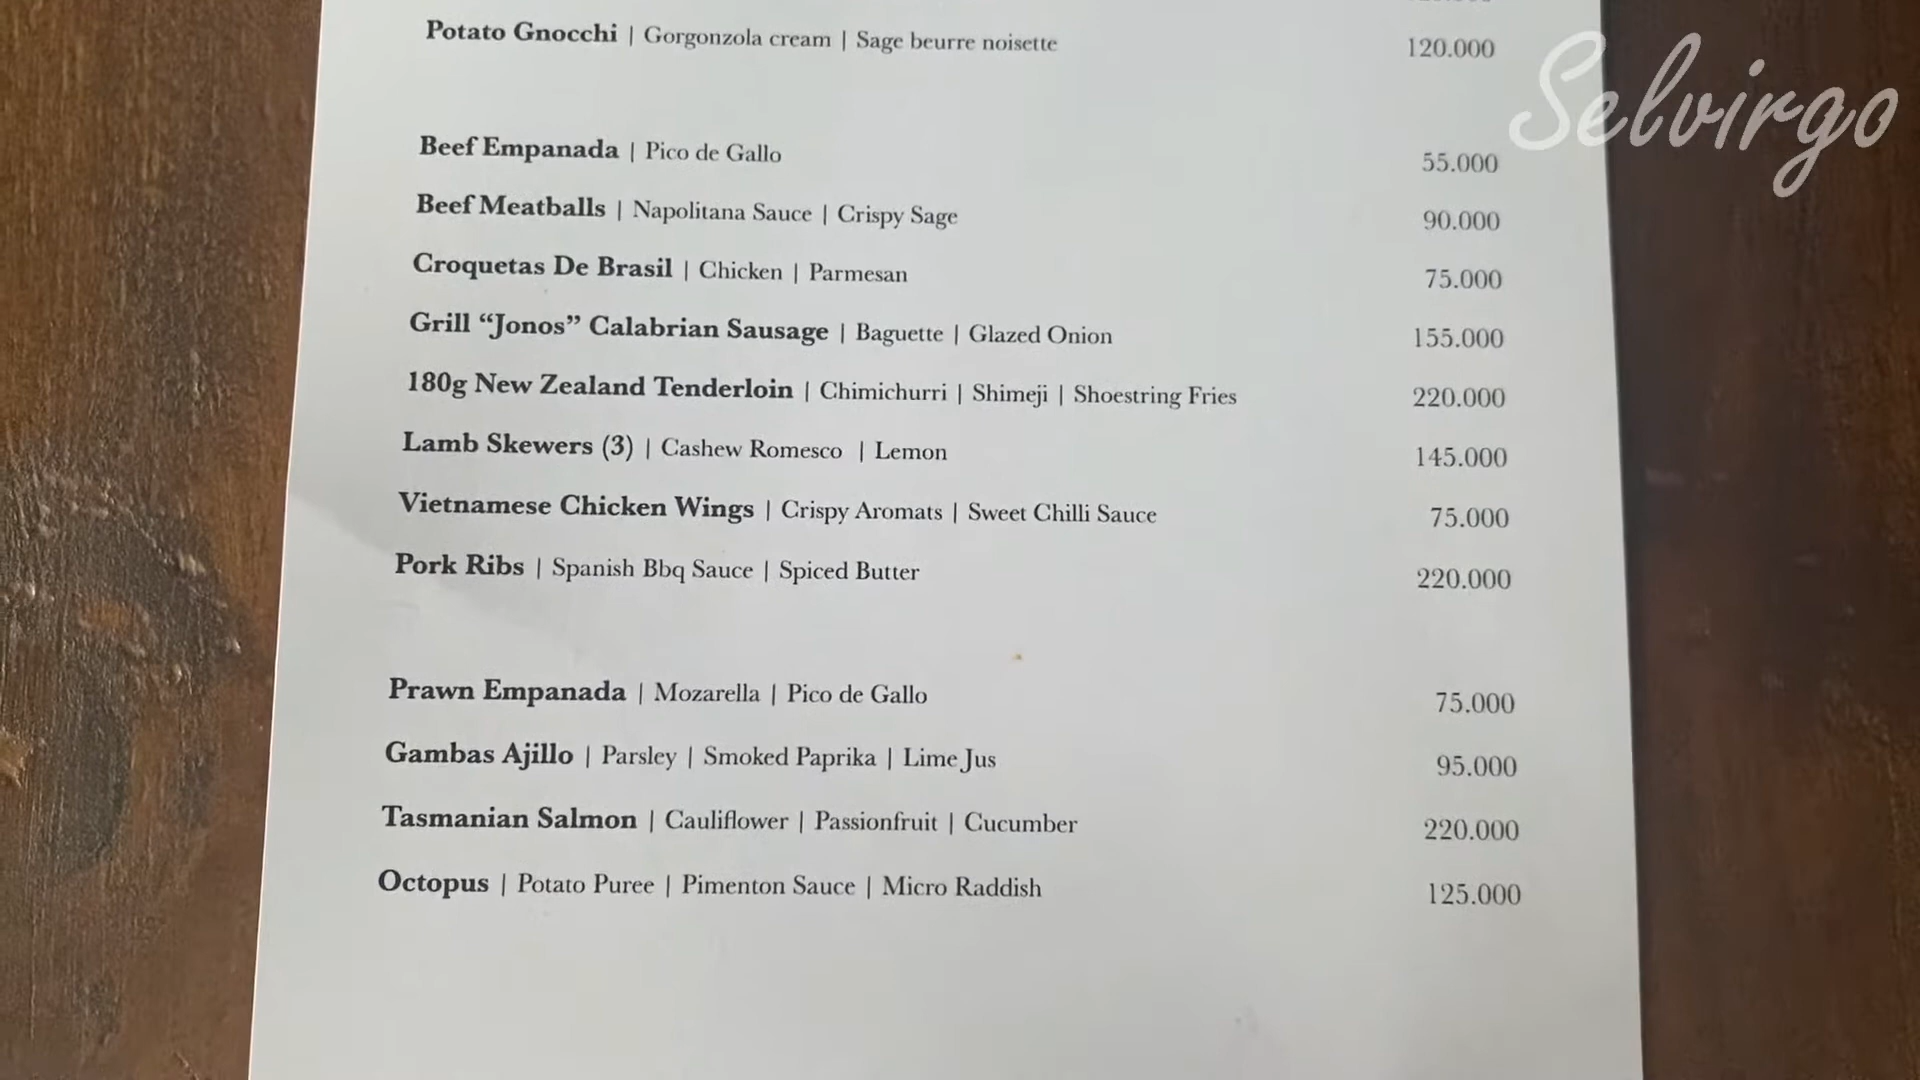 Potato Gnocchi | Gorgonzola cream | Sage beurre noisette 120.000
Selvirgo
Beef Empanada | Pico de Gallo 55.000
Beef Meatballs | Napolitana Sauce | Crispy Sage 90.000
Croquetas De Brasil | Chicken | Parmesan 75.000
Grill “Jonos” Calabrian Sausage | Baguette | Glazed Onion 155.000
180g New Zealand Tenderloin | Chimichurri | Shimeji | Shoestring Fries 220.000
Lamb Skewers (3) | Cashew Romesco | Lemon 145.000
Vietnamese Chicken Wings | Crispy Aromats | Sweet Chilli Sauce 75.000
Pork Ribs | Spanish Bbq Sauce | Spiced Butter 220.000
Prawn Empanada | Mozarella | Pico de Gallo 75.000
Gambas Ajillo | Parsley | Smoked Paprika | Lime Jus 95.000
Tasmanian Salmon | Cauliflower | Passionfruit | Cucumber 220.000
Octopus | Potato Puree | Pimenton Sauce | Micro Raddish 125.000